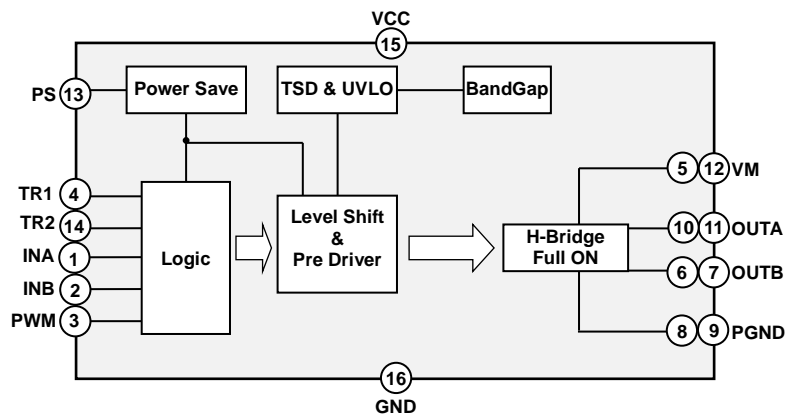 VCC
15
PS 13
Power Save
TSD & UVLO
BandGap
5 12 VM
TR1 4
TR2 14
INA 1
INB 2
PWM 3
Logic
Level Shift
&
Pre Driver
H-Bridge
Full ON
10 11 OUTA
6 7 OUTB
8 9 PGND
16
GND